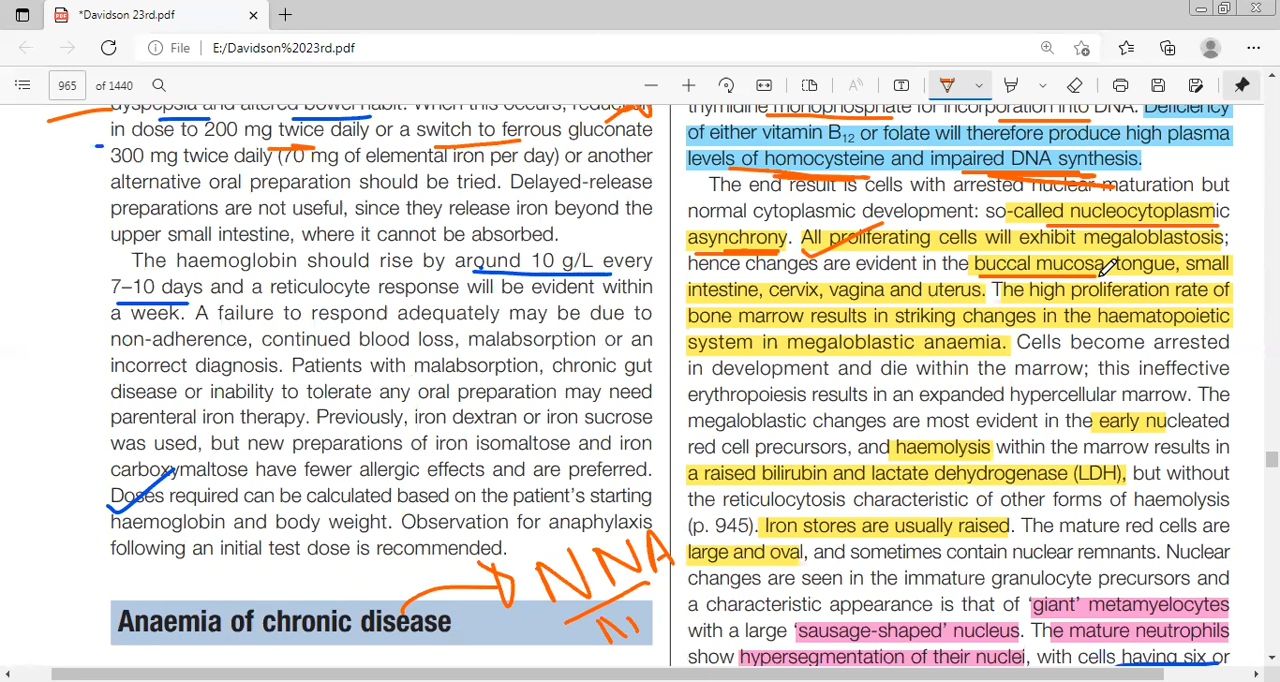 *Davidson 23rd.pdf
File
E:/Davidson%2023rd.pdf
965 of 1440
dyspepsia and altered bowel habit. When this occurs, reduction
in dose to 200 mg twice daily or a switch to ferrous gluconate
300 mg twice daily (70 mg of elemental iron per day) or another
alternative oral preparation should be tried. Delayed-release
preparations are not useful, since they release iron beyond the
upper small intestine, where it cannot be absorbed.
The haemoglobin should rise by around 10 g/L every
7–10 days and a reticulocyte response will be evident within
a week. A failure to respond adequately may be due to
non-adherence, continued blood loss, malabsorption or an
incorrect diagnosis. Patients with malabsorption, chronic gut
disease or inability to tolerate any oral preparation may need
parenteral iron therapy. Previously, iron dextran or iron sucrose
was used, but new preparations of iron isomaltose and iron
carboxymaltose have fewer allergic effects and are preferred.
Doses required can be calculated based on the patient's starting
haemoglobin and body weight. Observation for anaphylaxis
following an initial test dose is recommended.
NNA
Anaemia of chronic disease
thymidine monophosphate for incorporation into DNA. Deficiency
of either vitamin B12 or folate will therefore produce high plasma
levels of homocysteine and impaired DNA synthesis.
The end result is cells with arrested nuclear maturation but
normal cytoplasmic development: so-called nucleocytoplasmic
asynchrony. All proliferating cells will exhibit megaloblastosis;
hence changes are evident in the buccal mucosa, tongue, small
intestine, cervix, vagina and uterus. The high proliferation rate of
bone marrow results in striking changes in the haematopoietic
system in megaloblastic anaemia. Cells become arrested
in development and die within the marrow; this ineffective
erythropoiesis results in an expanded hypercellular marrow. The
megaloblastic changes are most evident in the early nucleated
red cell precursors, and haemolysis within the marrow results in
a raised bilirubin and lactate dehydrogenase (LDH), but without
the reticulocytosis characteristic of other forms of haemolysis
(p. 945). Iron stores are usually raised. The mature red cells are
large and oval, and sometimes contain nuclear remnants. Nuclear
changes are seen in the immature granulocyte precursors and
a characteristic appearance is that of 'giant' metamyelocytes
with a large 'sausage-shaped' nucleus. The mature neutrophils
show hypersegmentation of their nuclei, with cells having six or